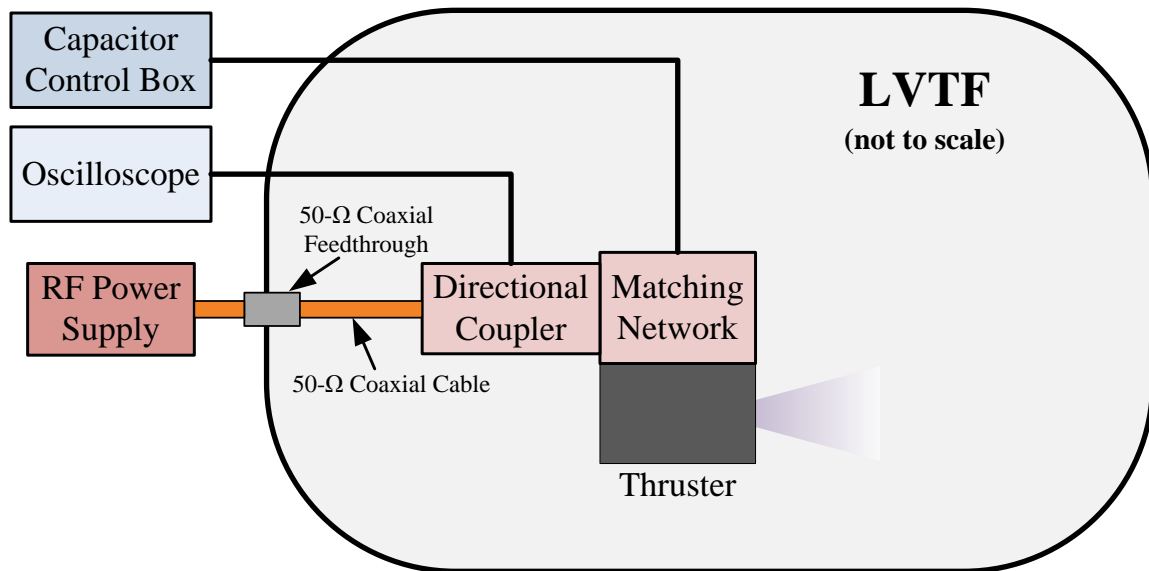 Capacitor
Control Box
LVTF
(not to scale)
Oscilloscope
50-Ω Coaxial
Feedthrough
RF Power
Supply
Directional
Coupler
Matching
Network
50-Ω Coaxial Cable
Thruster